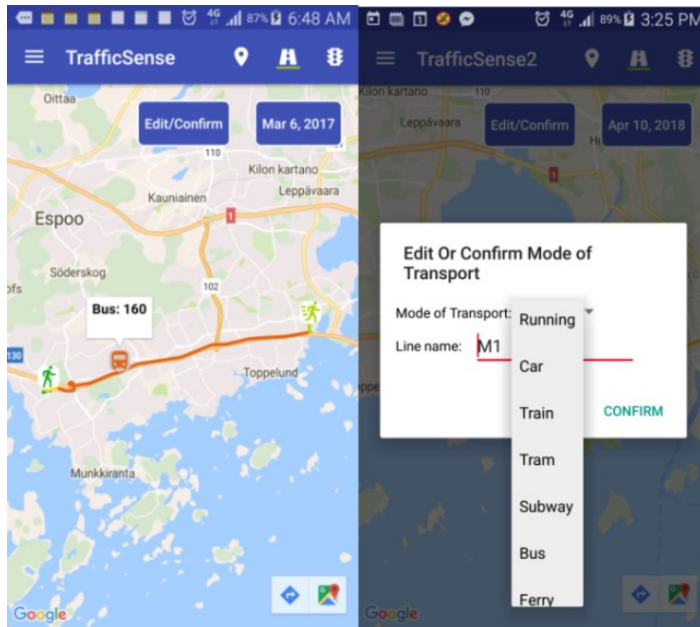 4G 87% 6:48 AM
TrafficSense
Oittaa
Edit/Confirm
Mar 6, 2017
110
Kilon kartano
Leppävaara
Kauniainen
1
Espoo
Söderskog
102
Bus: 160
130
Toppelund
Munkkiranta
Google
1 4G 89% 3:25 PM
TrafficSense2
Kilon kartano
110
Leppävaara
Edit/Confirm
Apr 10, 2018
1
Edit Or Confirm Mode of
Transport
Mode of Transport:
Line name: M1
Running
Car
Train
Tram
Subway
Bus
Ferry
CONFIRM
Google